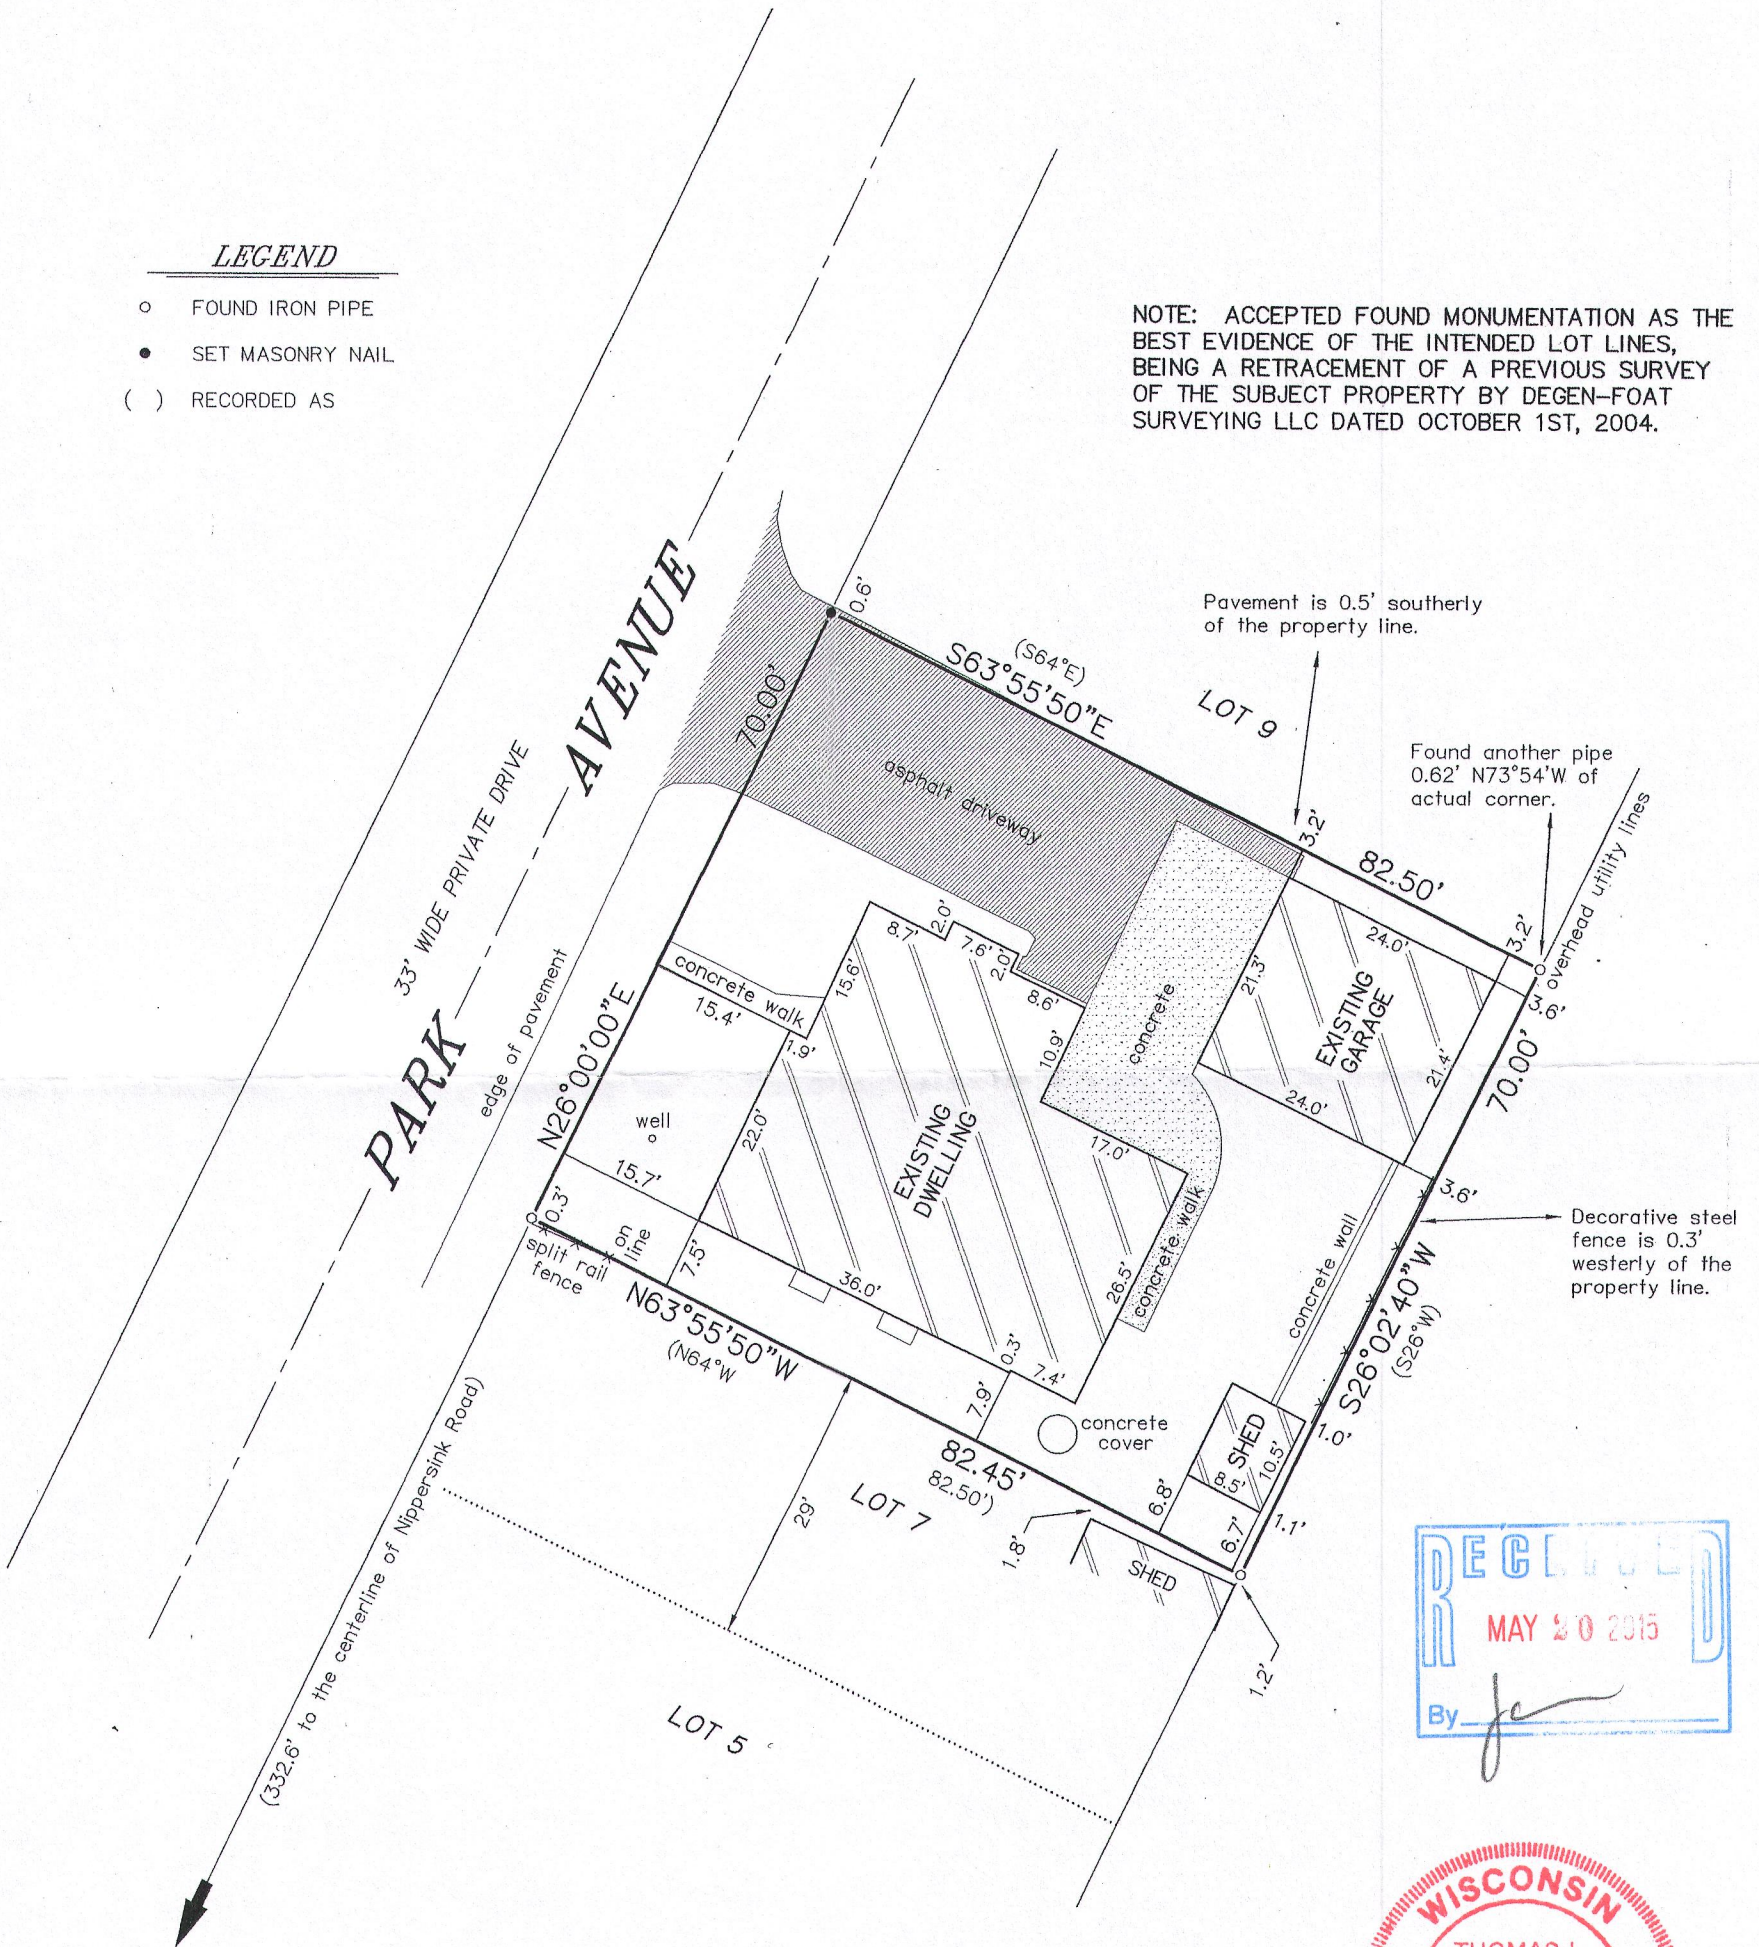 LEGEND
○ FOUND IRON PIPE
● SET MASONRY NAIL
( ) RECORDED AS
NOTE: ACCEPTED FOUND MONUMENTATION AS THE
BEST EVIDENCE OF THE INTENDED LOT LINES,
BEING A RETRACEMENT OF A PREVIOUS SURVEY
OF THE SUBJECT PROPERTY BY DEGEN-FOAT
SURVEYING LLC DATED OCTOBER 1ST, 2004.
PARK AVENUE
33' WIDE PRIVATE DRIVE
edge of pavement
0.6'
70.00'
N26°00'00"E
(S64°E)
S63°55'50"E
82.50'
LOT 9
Pavement is 0.5' southerly
of the property line.
Found another pipe
0.62' N73°54'W of
actual corner.
overhead utility lines
asphalt driveway
3.2'
3.2'
3.6'
24.0'
21.3'
EXISTING
GARAGE
21.4'
24.0'
70.00'
3.6'
concrete
concrete walk
15.4'
8.7'
2.0'
7.6'
2.0'
8.6'
15.6'
1.9'
10.9'
17.0'
22.0'
EXISTING
DWELLING
well
15.7'
0.3'
split rail
fence
on
line
7.5'
36.0'
26.5'
concrete walk
0.3'
7.4'
7.9'
concrete
cover
concrete wall
Decorative steel
fence is 0.3'
westerly of the
property line.
S26°02'40"W
(S26°W)
1.0'
SHED
10.5'
8.5'
6.8'
6.7'
1.1'
N63°55'50"W
(N64°W
82.45'
82.50')
LOT 7
29'
1.8'
SHED
1.2'
LOT 5
(332.6' to the centerline of Nippersink Road)
RECEIVED
MAY 20 2015
By
WISCONSIN
THOMAS L.